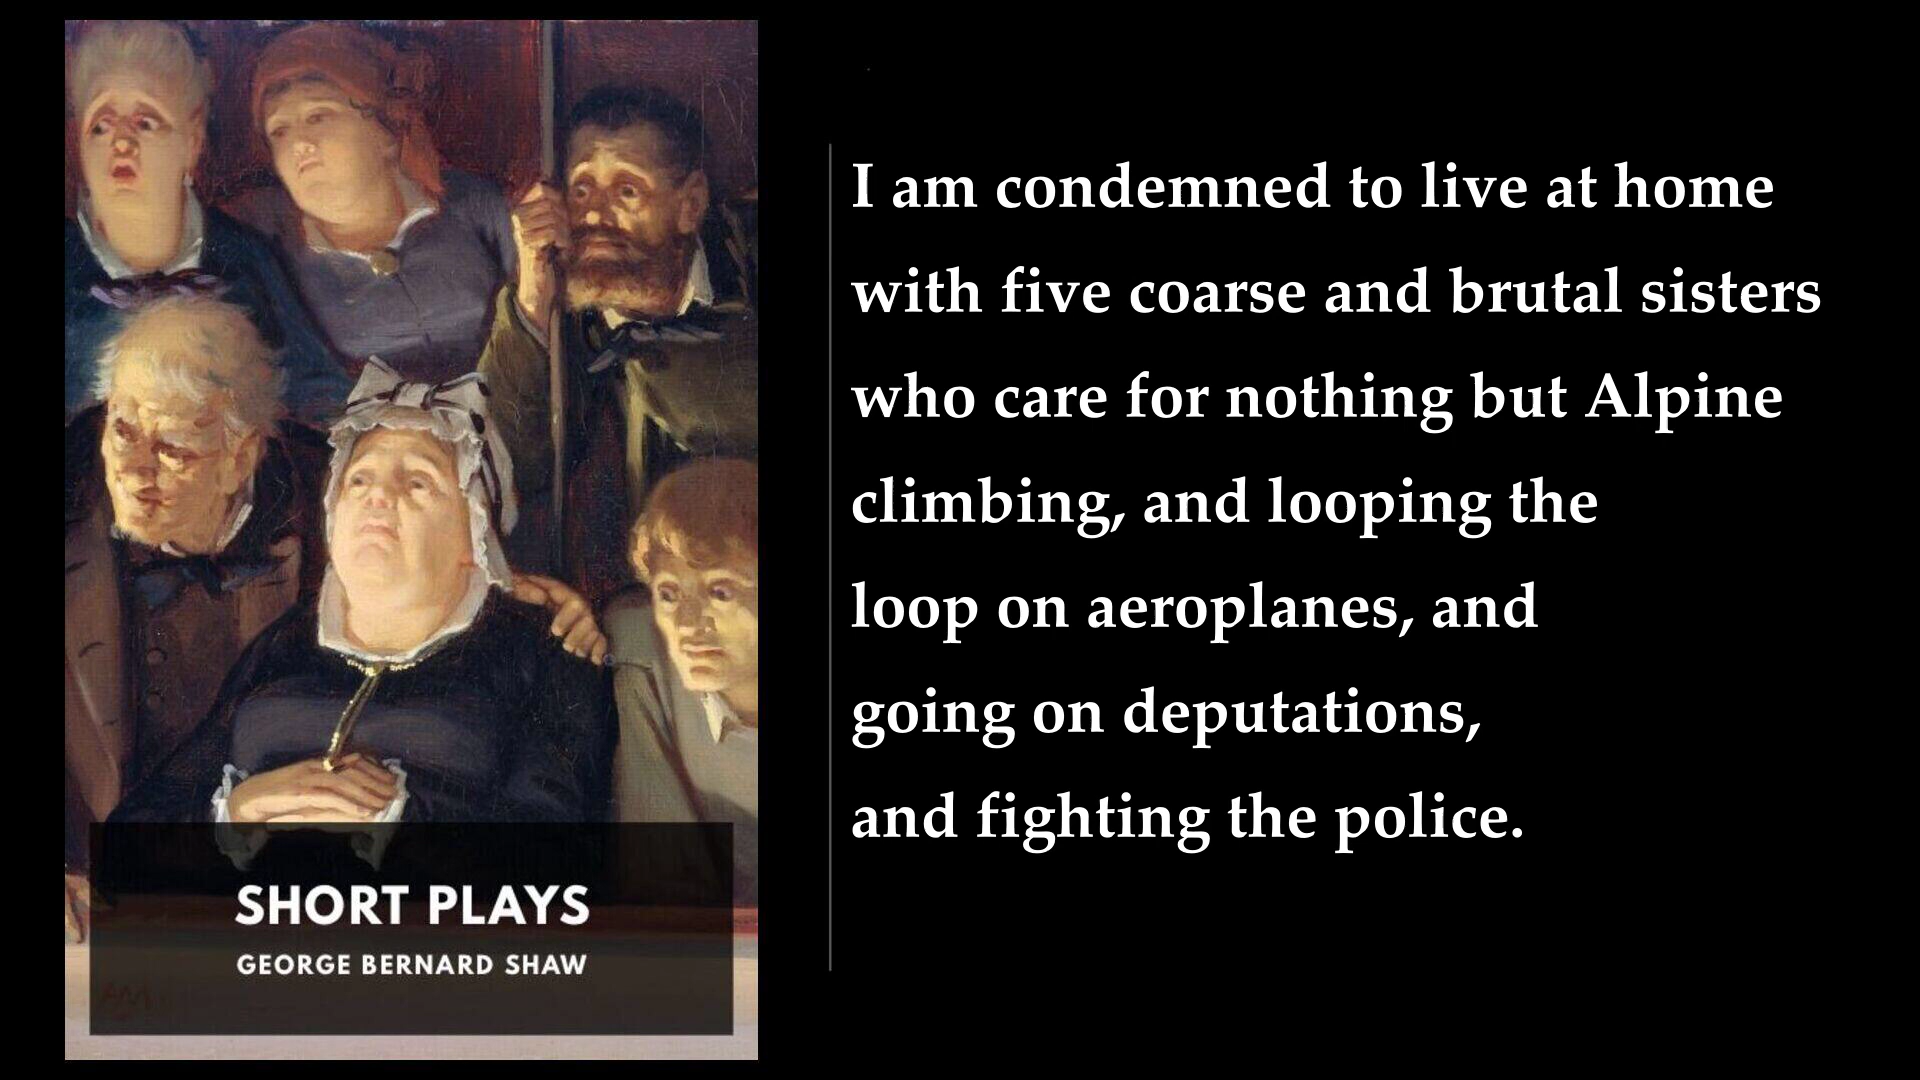 I am condemned to live at home
with five coarse and brutal sisters
who care for nothing but Alpine
climbing, and looping the
loop on aeroplanes, and
going on deputations,
and fighting the police.
SHORT PLAYS
GEORGE BERNARD SHAW